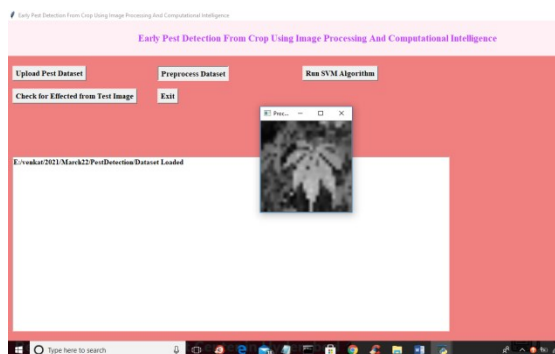 Early Pest Detection From Crop Using Image Processing And Computational Intelligence
Early Pest Detection From Crop Using Image Processing And Computational Intelligence
Upload Pest Dataset
Preprocess Dataset
Run SVM Algorithm
Check for Effected from Test Image
Exit
Proc...
E:/venkat/2021/March22/PestDetection/Dataset Loaded
Type here to search